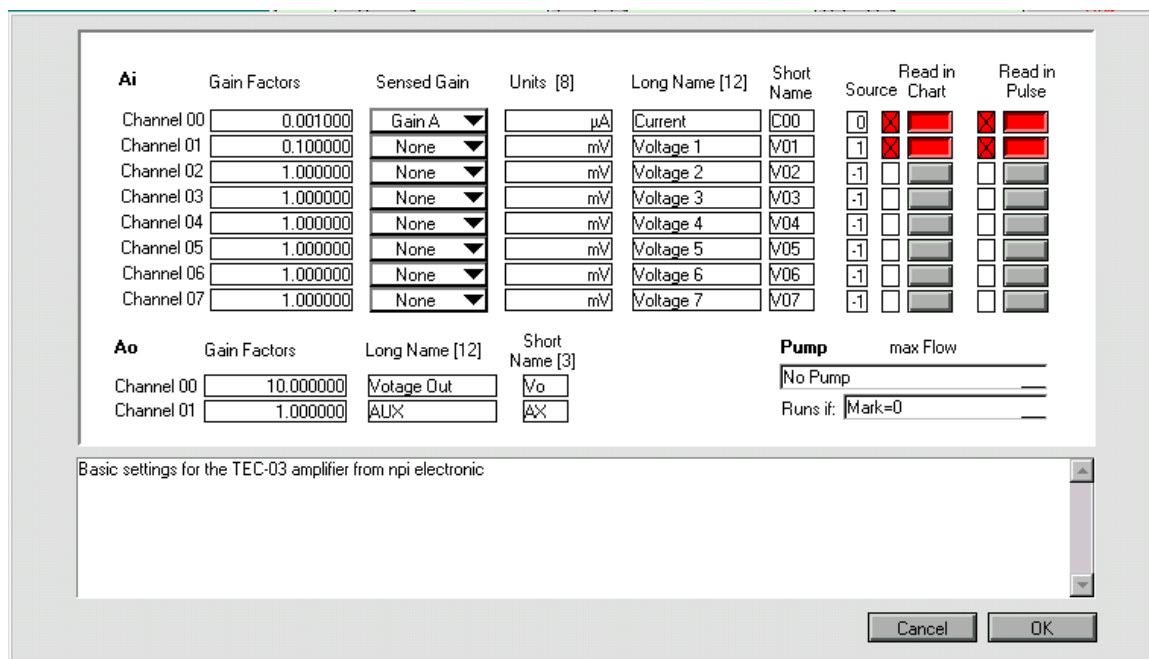 Ai Gain Factors Sensed Gain Units [8] Long Name [12] Short Name Source Read in Chart Read in Pulse
Channel 00 0.001000 Gain A µA Current C00 0
Channel 01 0.100000 None mV Voltage 1 V01 1
Channel 02 1.000000 None mV Voltage 2 V02 -1
Channel 03 1.000000 None mV Voltage 3 V03 -1
Channel 04 1.000000 None mV Voltage 4 V04 -1
Channel 05 1.000000 None mV Voltage 5 V05 -1
Channel 06 1.000000 None mV Voltage 6 V06 -1
Channel 07 1.000000 None mV Voltage 7 V07 -1
Ao Gain Factors Long Name [12] Short Name [3] Pump max Flow
Channel 00 10.000000 Votage Out Vo No Pump
Channel 01 1.000000 AUX AX Runs if: Mark=0
Basic settings for the TEC-03 amplifier from npi electronic
Cancel OK